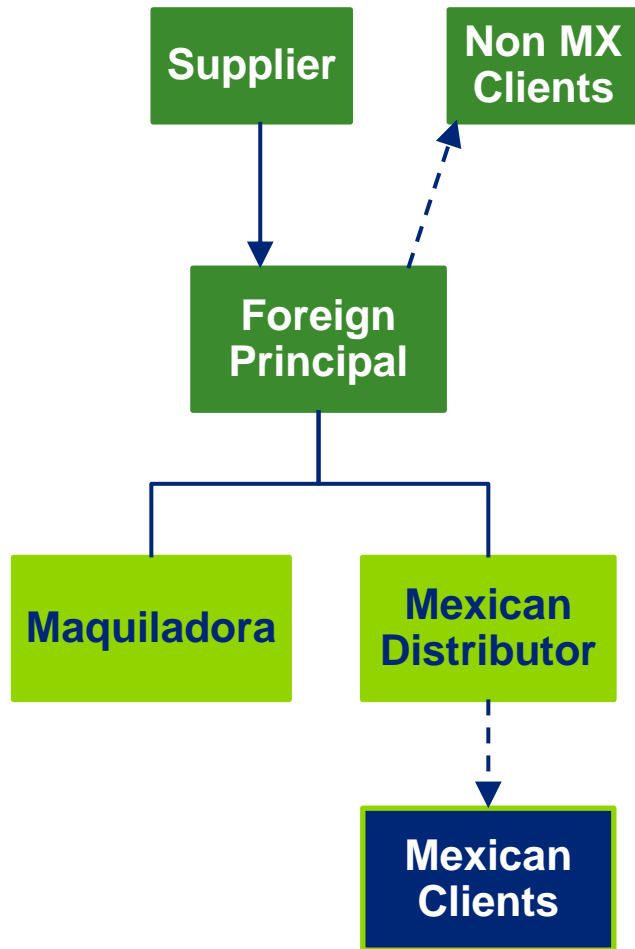 Supplier
Non MX
Clients
Foreign
Principal
Maquiladora
Mexican
Distributor
Mexican
Clients